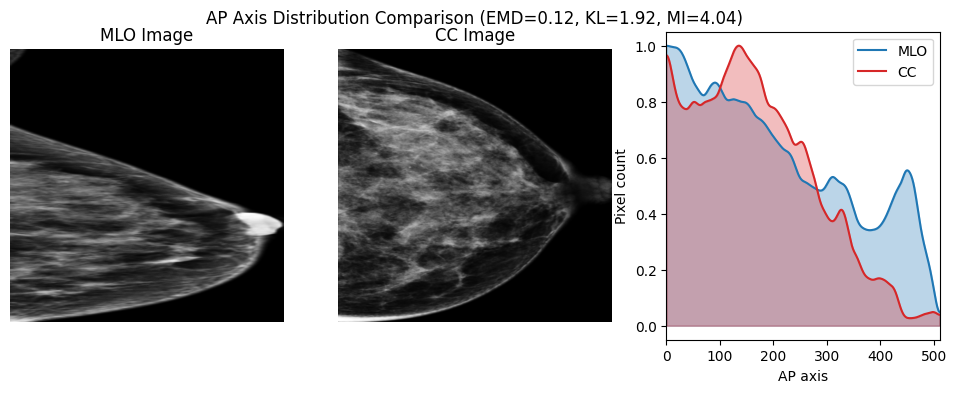 AP Axis Distribution Comparison (EMD=0.12, KL=1.92, MI=4.04)
MLO Image
CC Image
MLO
CC
Pixel count
1.0
0.8
0.6
0.4
0.2
0.0
0 100 200 300 400 500
AP axis